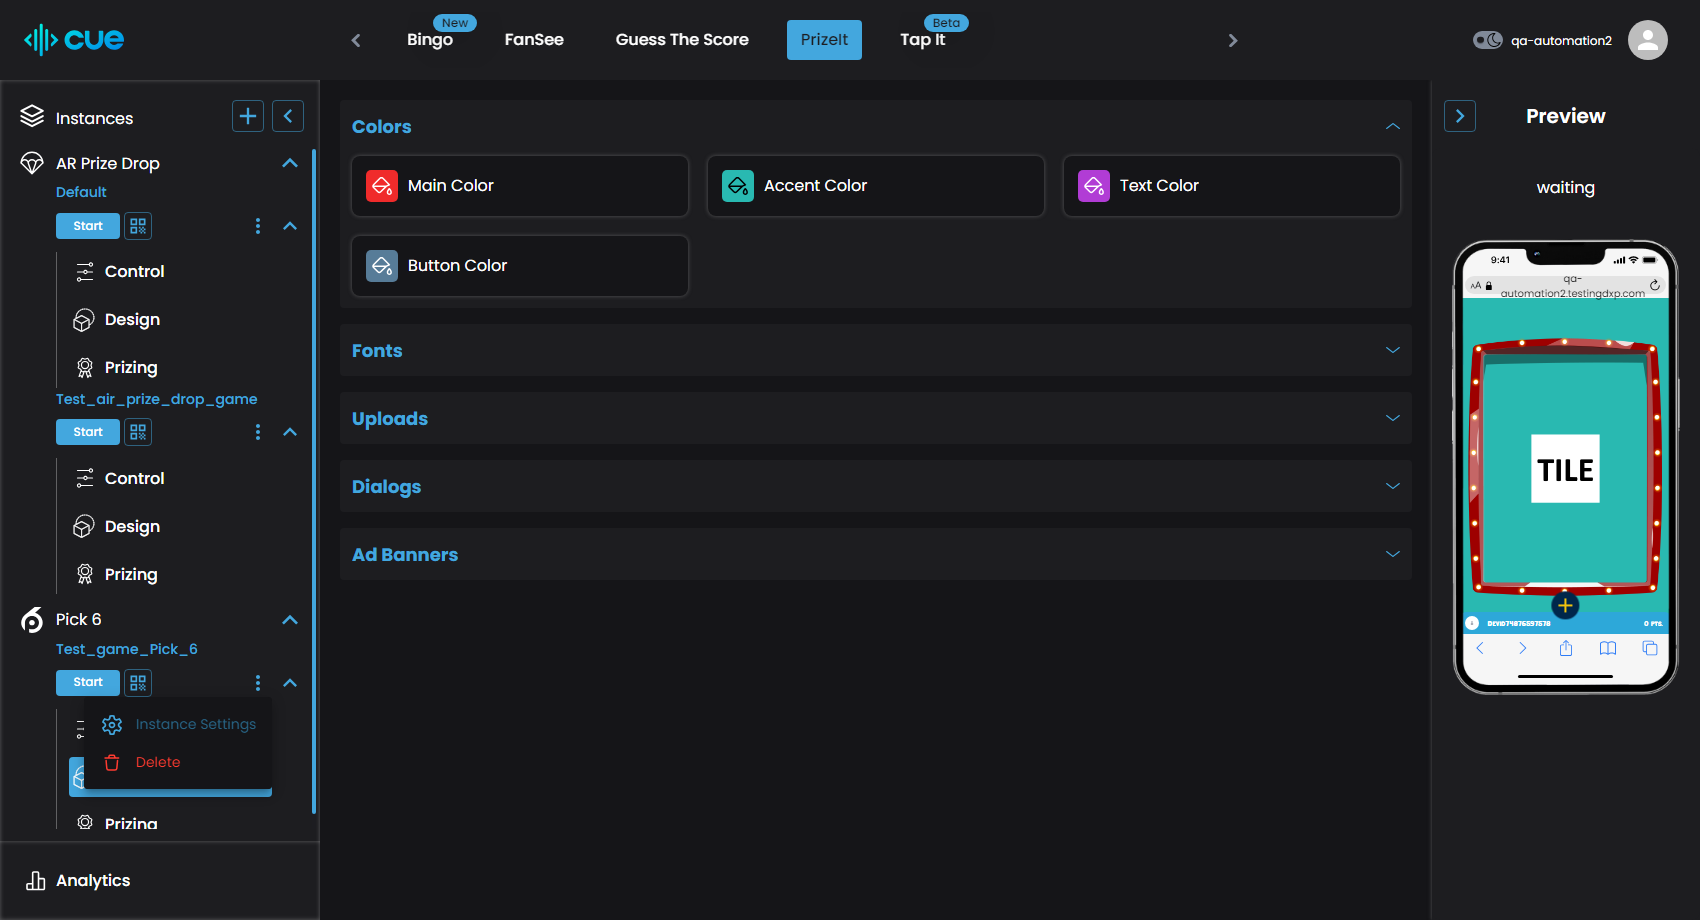 cue
New
Bingo
FanSee
Guess The Score
PrizeIt
Beta
Tap It
qa-automation2
Instances
AR Prize Drop
Default
Start
Control
Design
Prizing
Test_air_prize_drop_game
Start
Control
Design
Prizing
Pick 6
Test_game_Pick_6
Start
Instance Settings
Delete
Prizing
Analytics
Colors
Main Color
Accent Color
Text Color
Button Color
Fonts
Uploads
Dialogs
Ad Banners
Preview
waiting
9:41
AA
qa-
automation2.testingdxp.com
TILE
0 PTS.